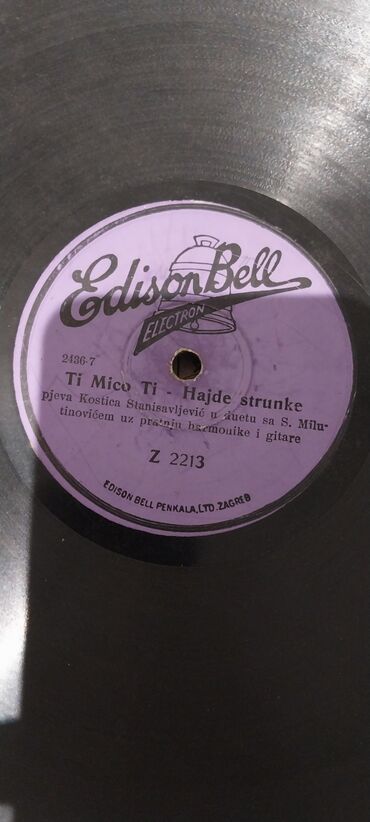 Edison Bell
ELECTRON
2436-7
Ti Mico Ti - Hajde strunke
pjeva Kostica Stanisavljević u duetu sa S. Milu-
tinovićem uz pratnju harmonike i gitare
Z 2213
EDISON BELL PENKALA, LTD. ZAGREB